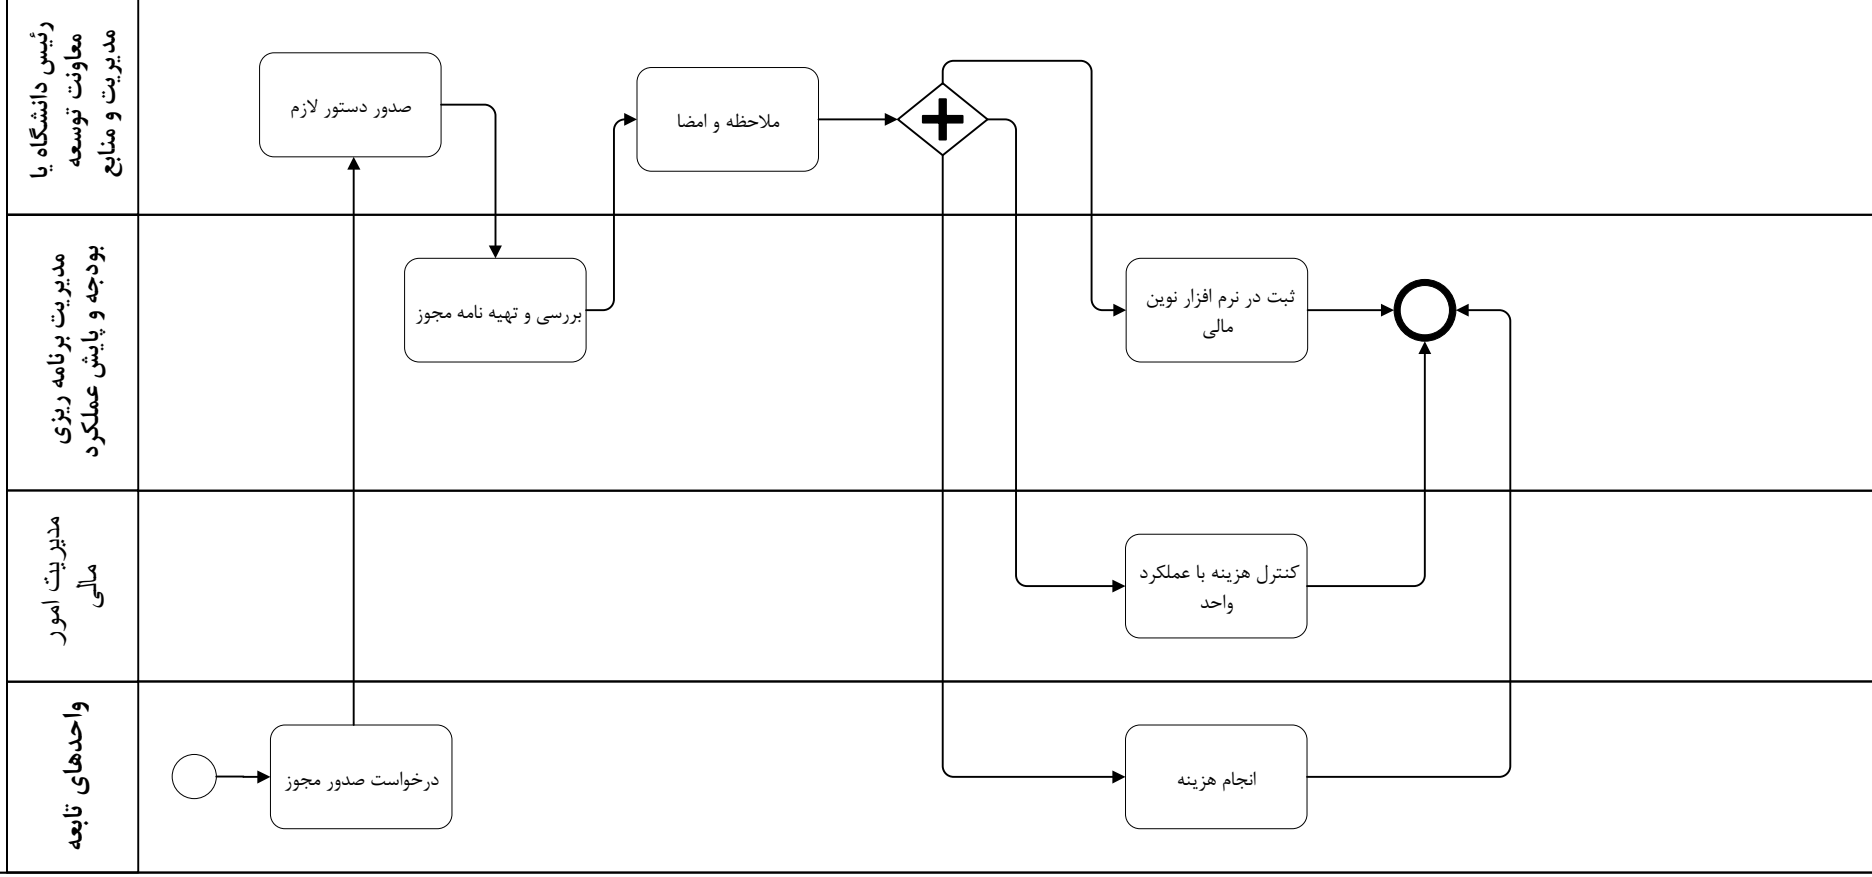 رئیس دانشگاه یا
معاونت توسعه
مدیریت و منابع
صدور دستور لازم
ملاحظه و امضا
مدیریت برنامه ریزی
بودجه و پایش عملکرد
بررسی و تهیه نامه مجوز
ثبت در نرم افزار نوین
مالی
مدیریت امور
مالی
کنترل هزینه با عملکرد
واحد
واحدهای تابعه
درخواست صدور مجوز
انجام هزینه